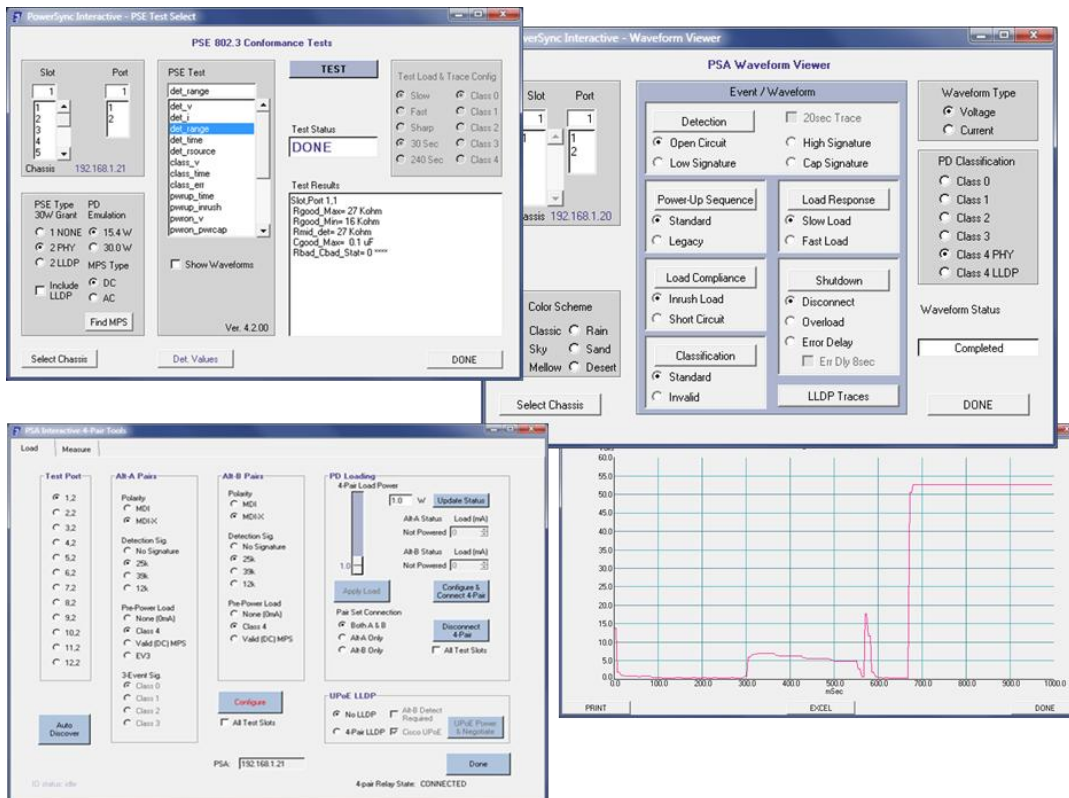 PowerSync Interactive - PSE Test Select
PSE 802.3 Conformance Tests
Slot
Port
1
1
1
2
3
4
5
1
2
Chassis 192.168.1.21
PSE Test
det_range
det_v
det_i
det_range
det_time
det_rsource
class_v
class_time
class_err
pwrup_time
pwrup_inrush
pwron_v
pwron_pwrcap
Show Waveforms
Ver. 4.2.00
TEST
Test Status
DONE
Test Load & Trace Config
Slow
Class 0
Fast
Class 1
Sharp
Class 2
30 Sec
Class 3
240 Sec
Class 4
Test Results
Slot,Port 1,1
Rgood_Max= 27 Kohm
Rgood_Min= 16 Kohm
Rmid_det= 27 Kohm
Cgood_Max= 0.1 uF
Rbad_Cbad_Stat= 0 ****
PSE Type
30W Grant
PD
Emulation
1 NONE
15.4 W
2 PHY
30.0 W
2 LLDP
MPS Type
DC
AC
Include
LLDP
Find MPS
Select Chassis
Det. Values
DONE
werSync Interactive - Waveform Viewer
PSA Waveform Viewer
Slot
Port
1
1
1
2
assis 192.168.1.20
Color Scheme
Classic
Rain
Sky
Sand
Mellow
Desert
Select Chassis
Event / Waveform
Detection
20sec Trace
Open Circuit
High Signature
Low Signature
Cap Signature
Power-Up Sequence
Standard
Legacy
Load Response
Slow Load
Fast Load
Load Compliance
Inrush Load
Short Circuit
Shutdown
Disconnect
Overload
Error Delay
Err Dly 8sec
Classification
Standard
Invalid
LLDP Traces
Waveform Type
Voltage
Current
PD Classification
Class 0
Class 1
Class 2
Class 3
Class 4 PHY
Class 4 LLDP
Waveform Status
Completed
DONE
PSA Interactive 4-Pair Tools
Load
Measure
Test Port
1,2
2,2
3,2
4,2
5,2
6,2
7,2
8,2
9,2
10,2
11,2
12,2
Auto
Discover
Alt-A Pairs
Polarity
MDI
MDI-X
Detection Sig.
No Signature
25k
39k
12k
Pre-Power Load
None (0mA)
Class 4
Valid (DC) MPS
EV3
3-Event Sig.
Class 0
Class 1
Class 2
Class 3
Alt-B Pairs
Polarity
MDI
MDI-X
Detection Sig.
No Signature
25k
39k
12k
Pre-Power Load
None (0mA)
Class 4
Valid (DC) MPS
Configure
All Test Slots
PD Loading
4-Pair Load Power
1.0 W
Update Status
Alt-A Status
Load (mA)
Not Powered
0
Alt-B Status
Load (mA)
Not Powered
0
1.0
Apply Load
Configure &
Connect 4-Pair
Pair Set Connection
Both A & B
Alt-A Only
Alt-B Only
Disconnect
4-Pair
All Test Slots
UPoE LLDP
No LLDP
Alt-B Detect
Required
4-Pair LLDP
Cisco UPoE
UPoE Power
& Negotiate
PSA: 192.168.1.21
Done
IO status: idle
4-pair Relay State: CONNECTED
60.0
55.0
50.0
45.0
40.0
35.0
30.0
25.0
20.0
15.0
10.0
5.0
0.0
0.0
100.0
200.0
300.0
400.0
500.0
600.0
700.0
800.0
900.0
1000.0
mSec
PRINT
EXCEL
DONE